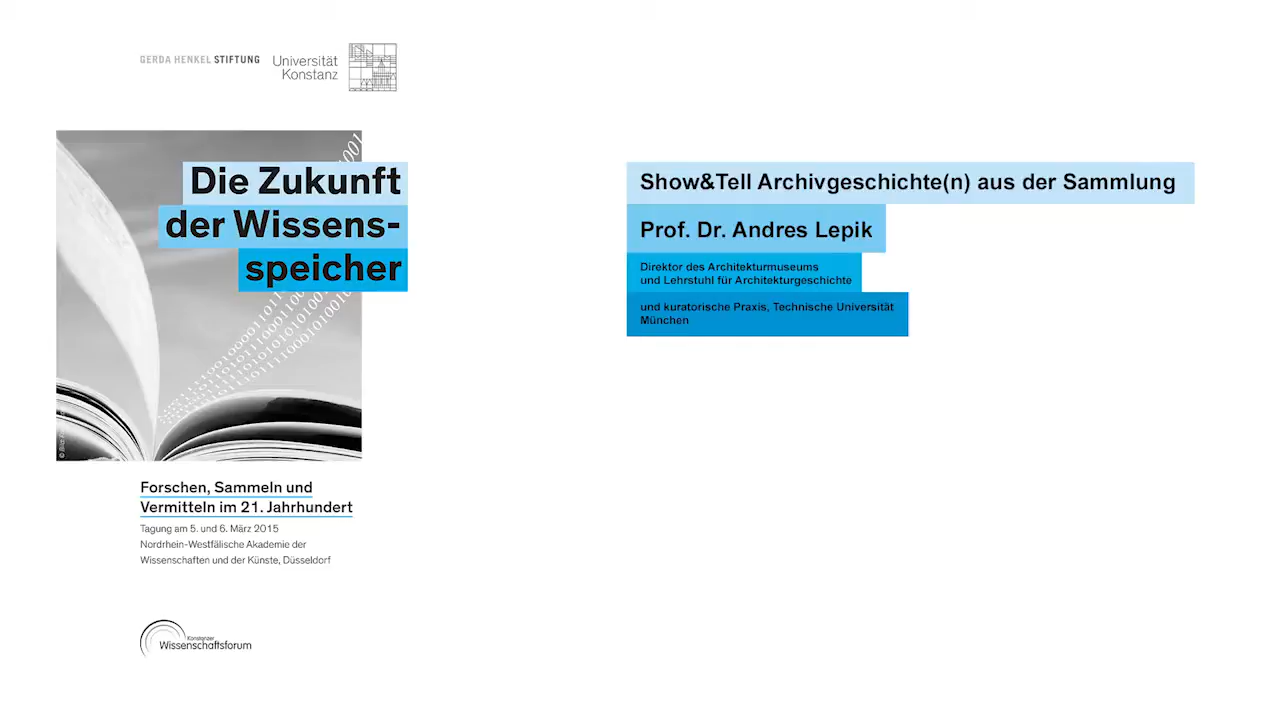 GERDA HENKEL STIFTUNG
Universität
Konstanz
Die Zukunft
der Wissens-
speicher
Forschen, Sammeln und
Vermitteln im 21. Jahrhundert
Tagung am 5. und 6. März 2015
Nordrhein-Westfälische Akademie der
Wissenschaften und der Künste, Düsseldorf
Konstanzer
Wissenschaftsforum
Show&Tell Archivgeschichte(n) aus der Sammlung
Prof. Dr. Andres Lepik
Direktor des Architekturmuseums
und Lehrstuhl für Architekturgeschichte
und kuratorische Praxis, Technische Universität
München